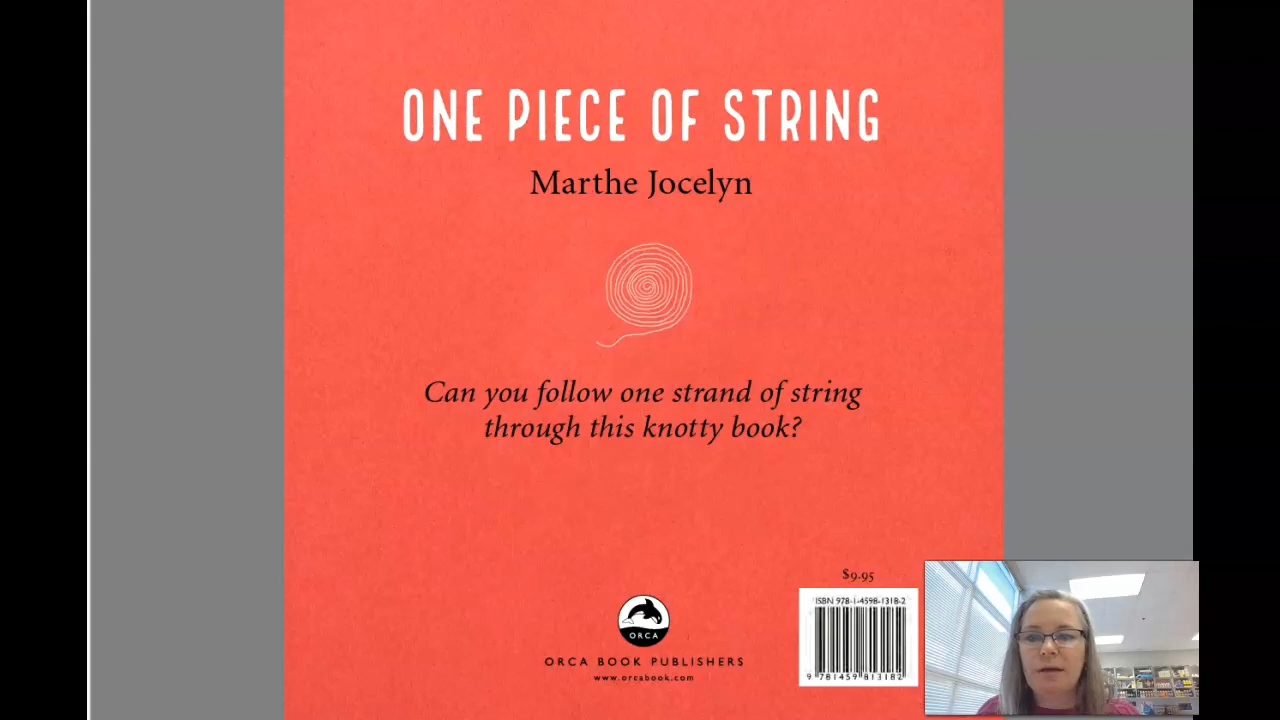 ONE PIECE OF STRING
Marthe Jocelyn
Can you follow one strand of string
through this knotty book?
$9.95
ISBN 978-1-4598-1318-2
9 781459 813182
ORCA
ORCA BOOK PUBLISHERS
www.orcabook.com